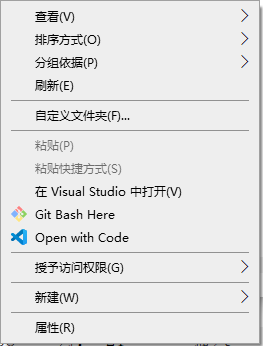 查看(V)
排序方式(O)
分组依据(P)
刷新(E)
自定义文件夹(F)...
粘贴(P)
粘贴快捷方式(S)
在 Visual Studio 中打开(V)
Git Bash Here
Open with Code
授予访问权限(G)
新建(W)
属性(R)